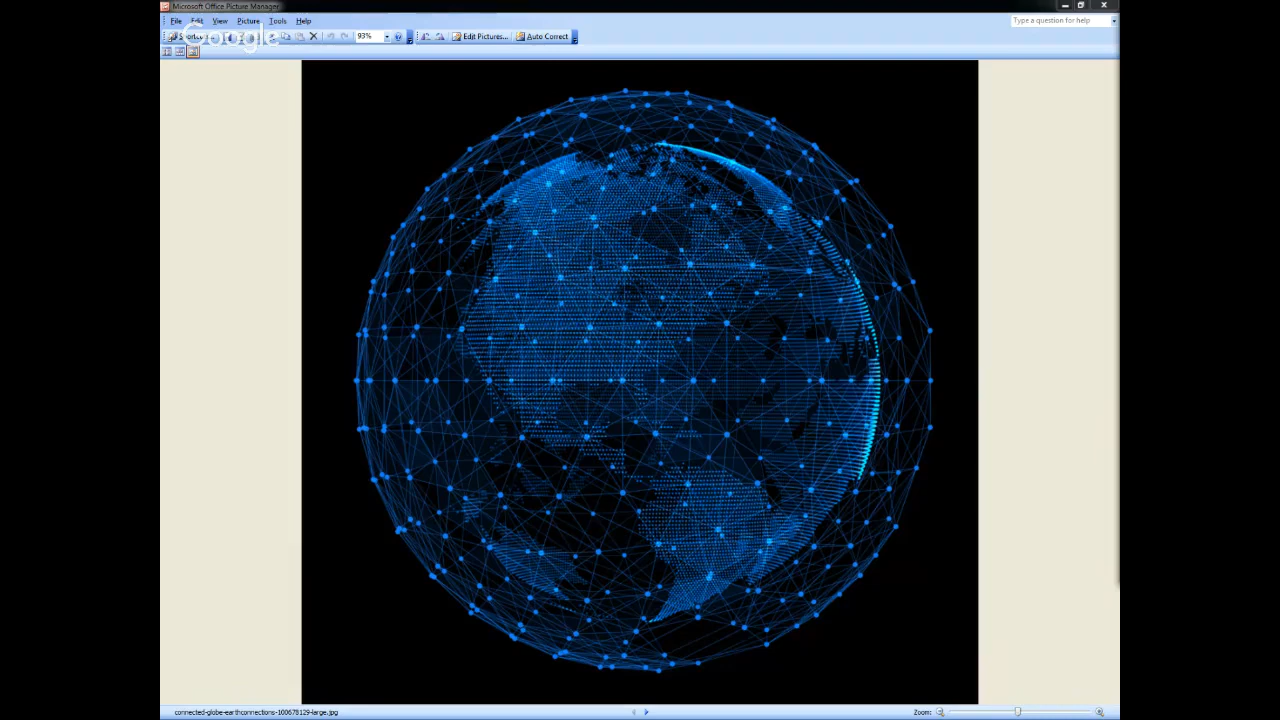 Microsoft Office Picture Manager
File Edit View Picture Tools Help
Type a question for help
Google
93%
Edit Pictures...
Auto Correct
connected-globe-earthconnections-100678129-large.jpg
Zoom: